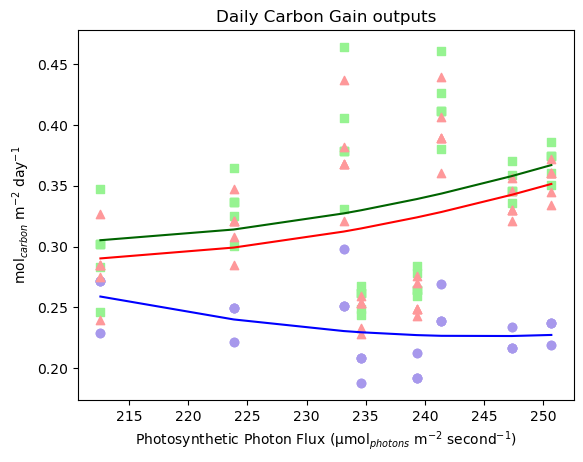 Daily Carbon Gain outputs
mol_carbon m⁻² day⁻¹
0.45
0.40
0.35
0.30
0.25
0.20
215 220 225 230 235 240 245 250
Photosynthetic Photon Flux (μmol_photons m⁻² second⁻¹)